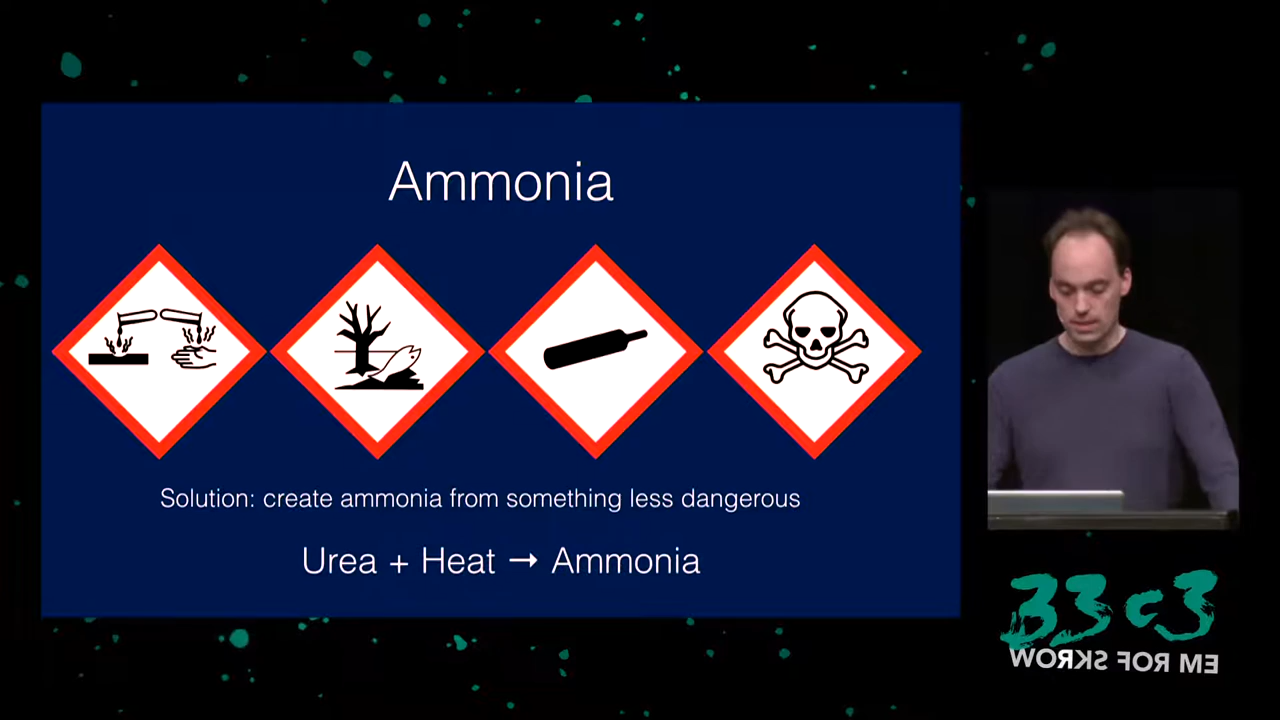 Ammonia
Solution: create ammonia from something less dangerous
Urea + Heat → Ammonia
33c3
WORKS FOR ME